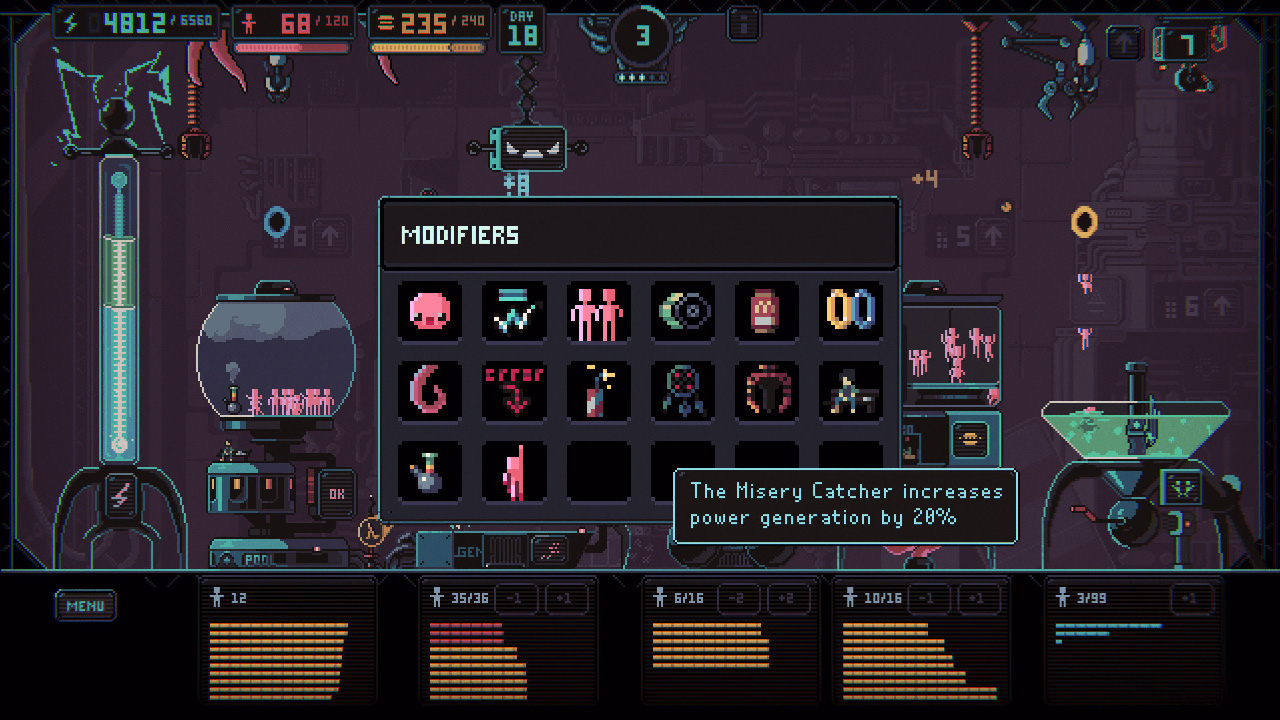 4812 / 6560
68 / 120
235 / 240
DAY
18
3
7
+4
6
5
6
MODIFIERS
error
The Misery Catcher increases
power generation by 20%
OK
POD
GEN
MENU
12
35/36 -1 +1
6/16 -2 +2
10/16 -1 +1
3/99 +1